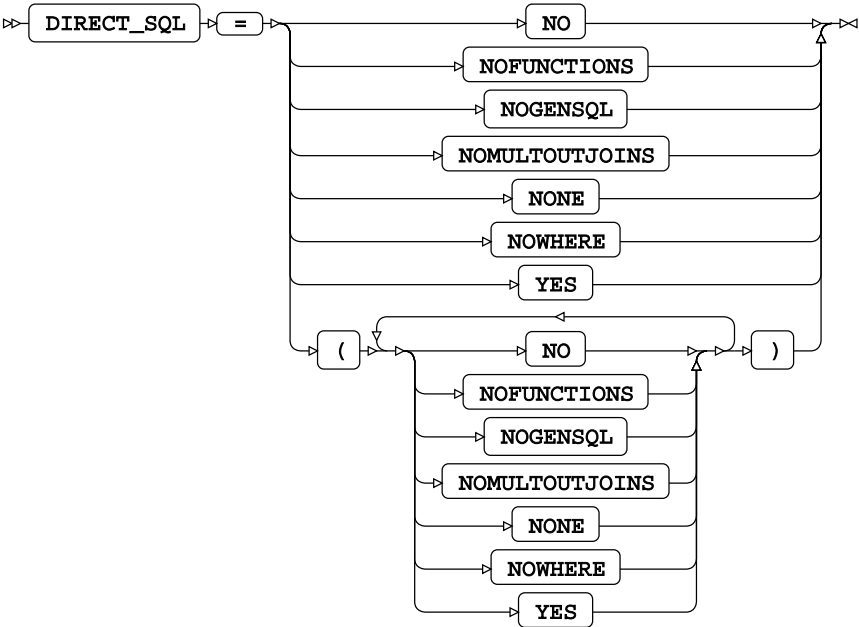 DIRECT_SQL = NO
NOFUNCTIONS
NOGENSQL
NOMULTOUTJOINS
NONE
NOWHERE
YES
( NO )
NOFUNCTIONS
NOGENSQL
NOMULTOUTJOINS
NONE
NOWHERE
YES